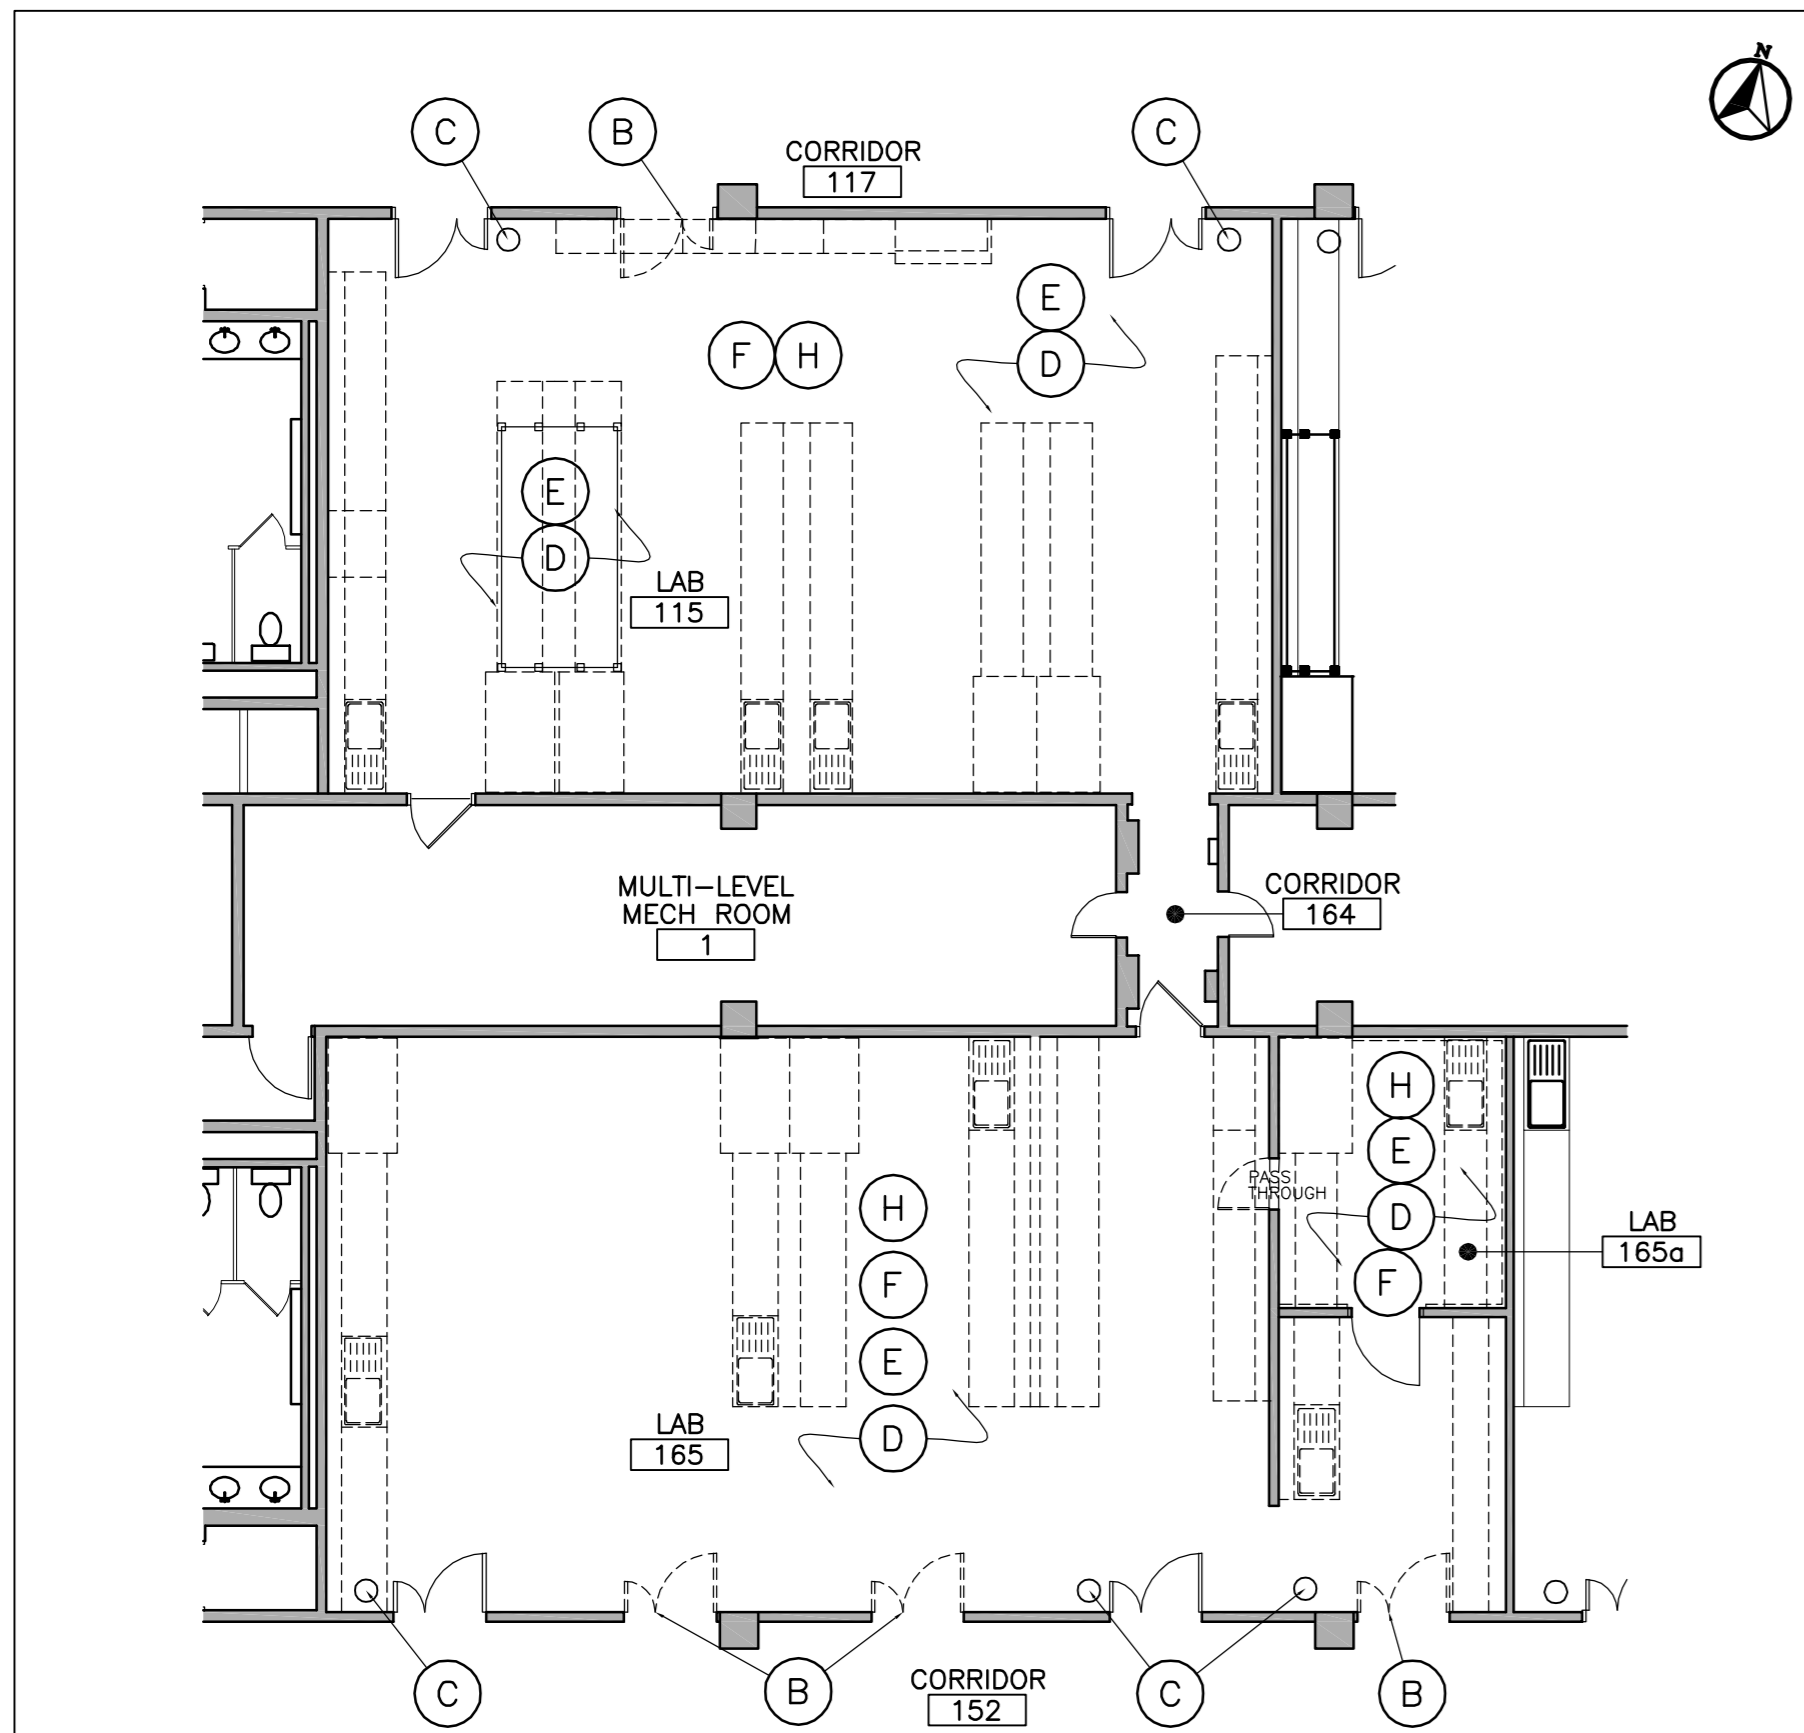 N
C
B
C
CORRIDOR
117
E
F H
D
E
D
LAB
115
MULTI-LEVEL
MECH ROOM
1
CORRIDOR
164
H
E
PASS
THROUGH
H
D
LAB
165a
F
F
E
LAB
165
D
C
B
CORRIDOR
152
C
B